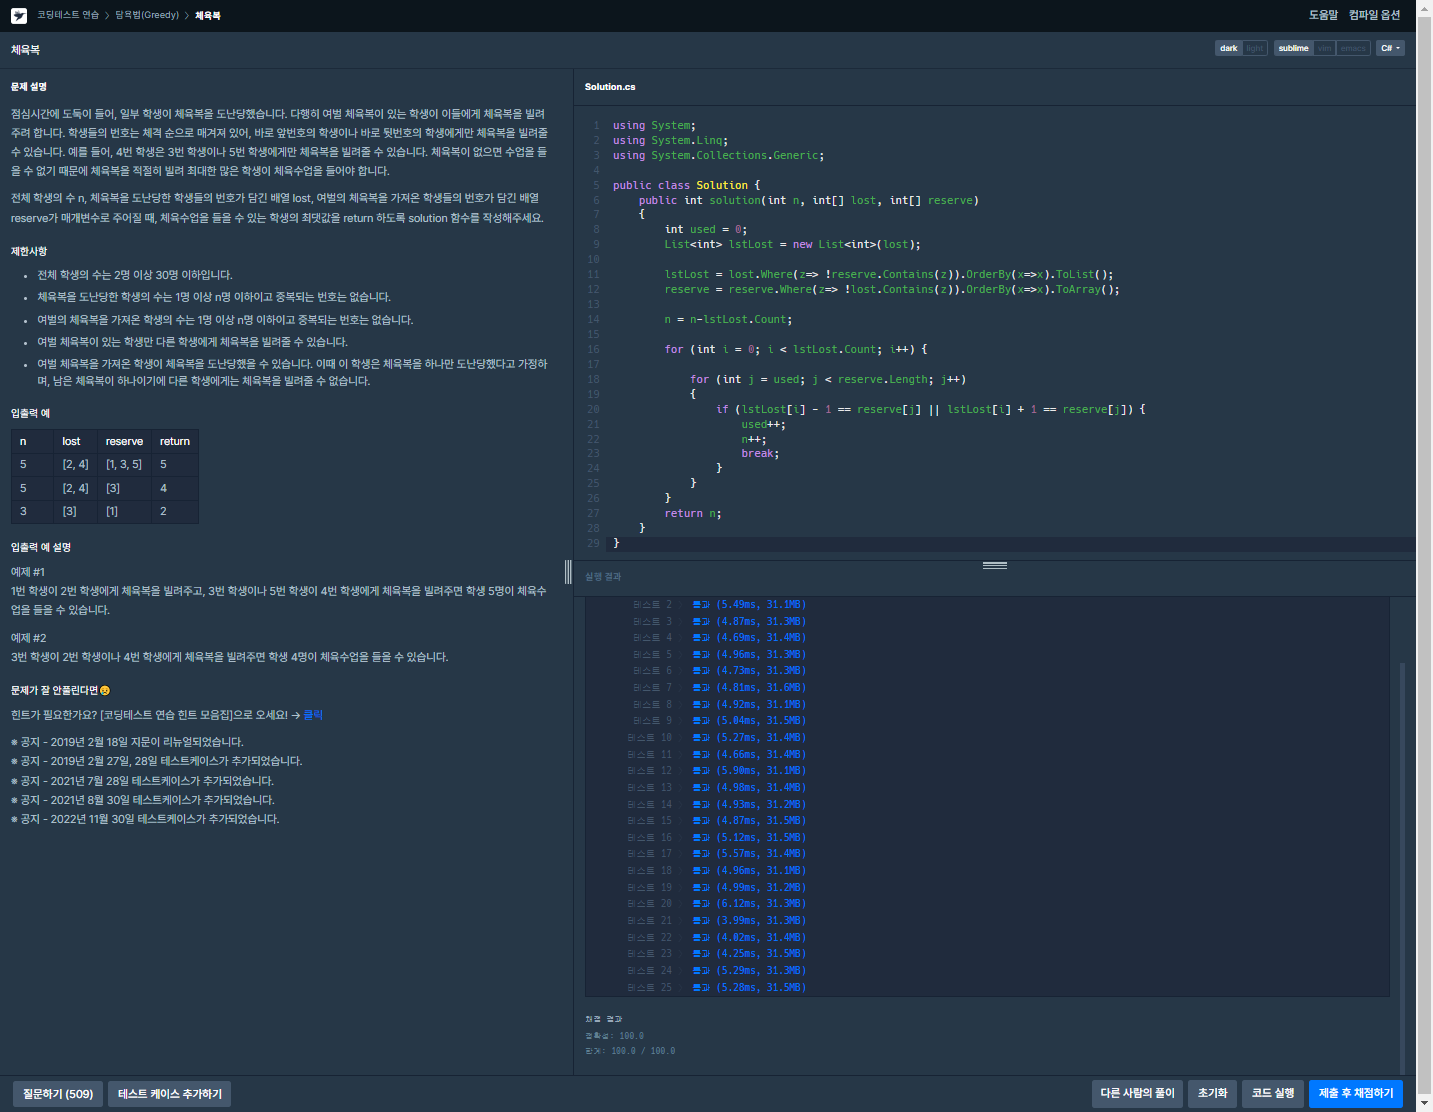 코딩테스트 연습 > 탐욕법(Greedy) > 체육복
도움말 컴파일 옵션
체육복
dark light sublime vim emacs C#
문제 설명
점심시간에 도둑이 들어, 일부 학생이 체육복을 도난당했습니다. 다행히 여벌 체육복이 있는 학생이 이들에게 체육복을 빌려
주려 합니다. 학생들의 번호는 체격 순으로 매겨져 있어, 바로 앞번호의 학생이나 바로 뒷번호의 학생에게만 체육복을 빌려줄
수 있습니다. 예를 들어, 4번 학생은 3번 학생이나 5번 학생에게만 체육복을 빌려줄 수 있습니다. 체육복이 없으면 수업을 들
을 수 없기 때문에 체육복을 적절히 빌려 최대한 많은 학생이 체육수업을 들어야 합니다.
전체 학생의 수 n, 체육복을 도난당한 학생들의 번호가 담긴 배열 lost, 여벌의 체육복을 가져온 학생들의 번호가 담긴 배열
reserve가 매개변수로 주어질 때, 체육수업을 들을 수 있는 학생의 최댓값을 return 하도록 solution 함수를 작성해주세요.
제한사항
• 전체 학생의 수는 2명 이상 30명 이하입니다.
• 체육복을 도난당한 학생의 수는 1명 이상 n명 이하이고 중복되는 번호는 없습니다.
• 여벌의 체육복을 가져온 학생의 수는 1명 이상 n명 이하이고 중복되는 번호는 없습니다.
• 여벌 체육복이 있는 학생만 다른 학생에게 체육복을 빌려줄 수 있습니다.
• 여벌 체육복을 가져온 학생이 체육복을 도난당했을 수 있습니다. 이때 이 학생은 체육복을 하나만 도난당했다고 가정하
며, 남은 체육복이 하나이기에 다른 학생에게는 체육복을 빌려줄 수 없습니다.
입출력 예
n lost reserve return
5 [2, 4] [1, 3, 5] 5
5 [2, 4] [3] 4
3 [3] [1] 2
입출력 예 설명
예제 #1
1번 학생이 2번 학생에게 체육복을 빌려주고, 3번 학생이나 5번 학생이 4번 학생에게 체육복을 빌려주면 학생 5명이 체육수
업을 들을 수 있습니다.
예제 #2
3번 학생이 2번 학생이나 4번 학생에게 체육복을 빌려주면 학생 4명이 체육수업을 들을 수 있습니다.
문제가 잘 안풀린다면😢
힌트가 필요한가요? [코딩테스트 연습 힌트 모음집]으로 오세요! → 클릭
※ 공지 - 2019년 2월 18일 지문이 리뉴얼되었습니다.
※ 공지 - 2019년 2월 27일, 28일 테스트케이스가 추가되었습니다.
※ 공지 - 2021년 7월 28일 테스트케이스가 추가되었습니다.
※ 공지 - 2021년 8월 30일 테스트케이스가 추가되었습니다.
※ 공지 - 2022년 11월 30일 테스트케이스가 추가되었습니다.
Solution.cs
1 using System;
2 using System.Linq;
3 using System.Collections.Generic;
4
5 public class Solution {
6 public int solution(int n, int[] lost, int[] reserve)
7 {
8 int used = 0;
9 List<int> lstLost = new List<int>(lost);
10
11 lstLost = lost.Where(z=> !reserve.Contains(z)).OrderBy(x=>x).ToList();
12 reserve = reserve.Where(z=> !lost.Contains(z)).OrderBy(x=>x).ToArray();
13
14 n = n-lstLost.Count;
15
16 for (int i = 0; i < lstLost.Count; i++) {
17
18 for (int j = used; j < reserve.Length; j++)
19 {
20 if (lstLost[i] - 1 == reserve[j] || lstLost[i] + 1 == reserve[j]) {
21 used++;
22 n++;
23 break;
24 }
25 }
26 }
27 return n;
28 }
29 }
실행 결과
테스트 2 통과 (5.49ms, 31.1MB)
테스트 3 통과 (4.87ms, 31.3MB)
테스트 4 통과 (4.69ms, 31.4MB)
테스트 5 통과 (4.96ms, 31.3MB)
테스트 6 통과 (4.73ms, 31.3MB)
테스트 7 통과 (4.81ms, 31.6MB)
테스트 8 통과 (4.92ms, 31.1MB)
테스트 9 통과 (5.04ms, 31.5MB)
테스트 10 통과 (5.27ms, 31.4MB)
테스트 11 통과 (4.66ms, 31.4MB)
테스트 12 통과 (5.90ms, 31.1MB)
테스트 13 통과 (4.98ms, 31.4MB)
테스트 14 통과 (4.93ms, 31.2MB)
테스트 15 통과 (4.87ms, 31.5MB)
테스트 16 통과 (5.12ms, 31.5MB)
테스트 17 통과 (5.57ms, 31.4MB)
테스트 18 통과 (4.96ms, 31.1MB)
테스트 19 통과 (4.99ms, 31.2MB)
테스트 20 통과 (6.12ms, 31.3MB)
테스트 21 통과 (3.99ms, 31.3MB)
테스트 22 통과 (4.02ms, 31.4MB)
테스트 23 통과 (4.25ms, 31.5MB)
테스트 24 통과 (5.29ms, 31.3MB)
테스트 25 통과 (5.28ms, 31.5MB)
채점 결과
정확성: 100.0
합계: 100.0 / 100.0
질문하기 (509) 테스트 케이스 추가하기
다른 사람의 풀이 초기화 코드 실행 제출 후 채점하기